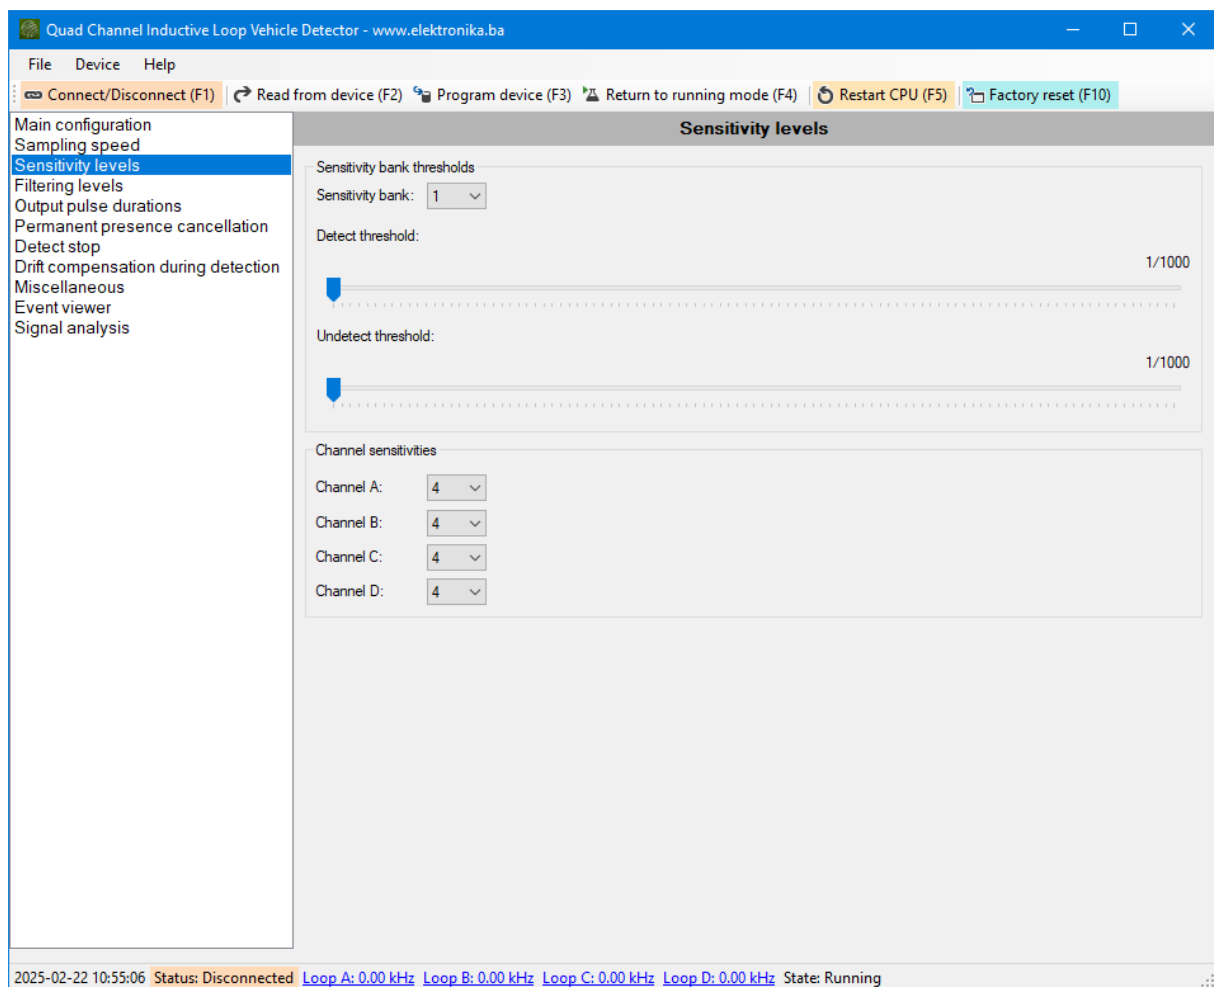 Quad Channel Inductive Loop Vehicle Detector - www.elektronika.ba
File Device Help
Connect/Disconnect (F1) Read from device (F2) Program device (F3) Return to running mode (F4) Restart CPU (F5) Factory reset (F10)
Main configuration
Sampling speed
Sensitivity levels
Filtering levels
Output pulse durations
Permanent presence cancellation
Detect stop
Drift compensation during detection
Miscellaneous
Event viewer
Signal analysis
Sensitivity levels
Sensitivity bank thresholds
Sensitivity bank: 1
Detect threshold:
1/1000
Undetect threshold:
1/1000
Channel sensitivities
Channel A: 4
Channel B: 4
Channel C: 4
Channel D: 4
2025-02-22 10:55:06 Status: Disconnected Loop A: 0.00 kHz Loop B: 0.00 kHz Loop C: 0.00 kHz Loop D: 0.00 kHz State: Running